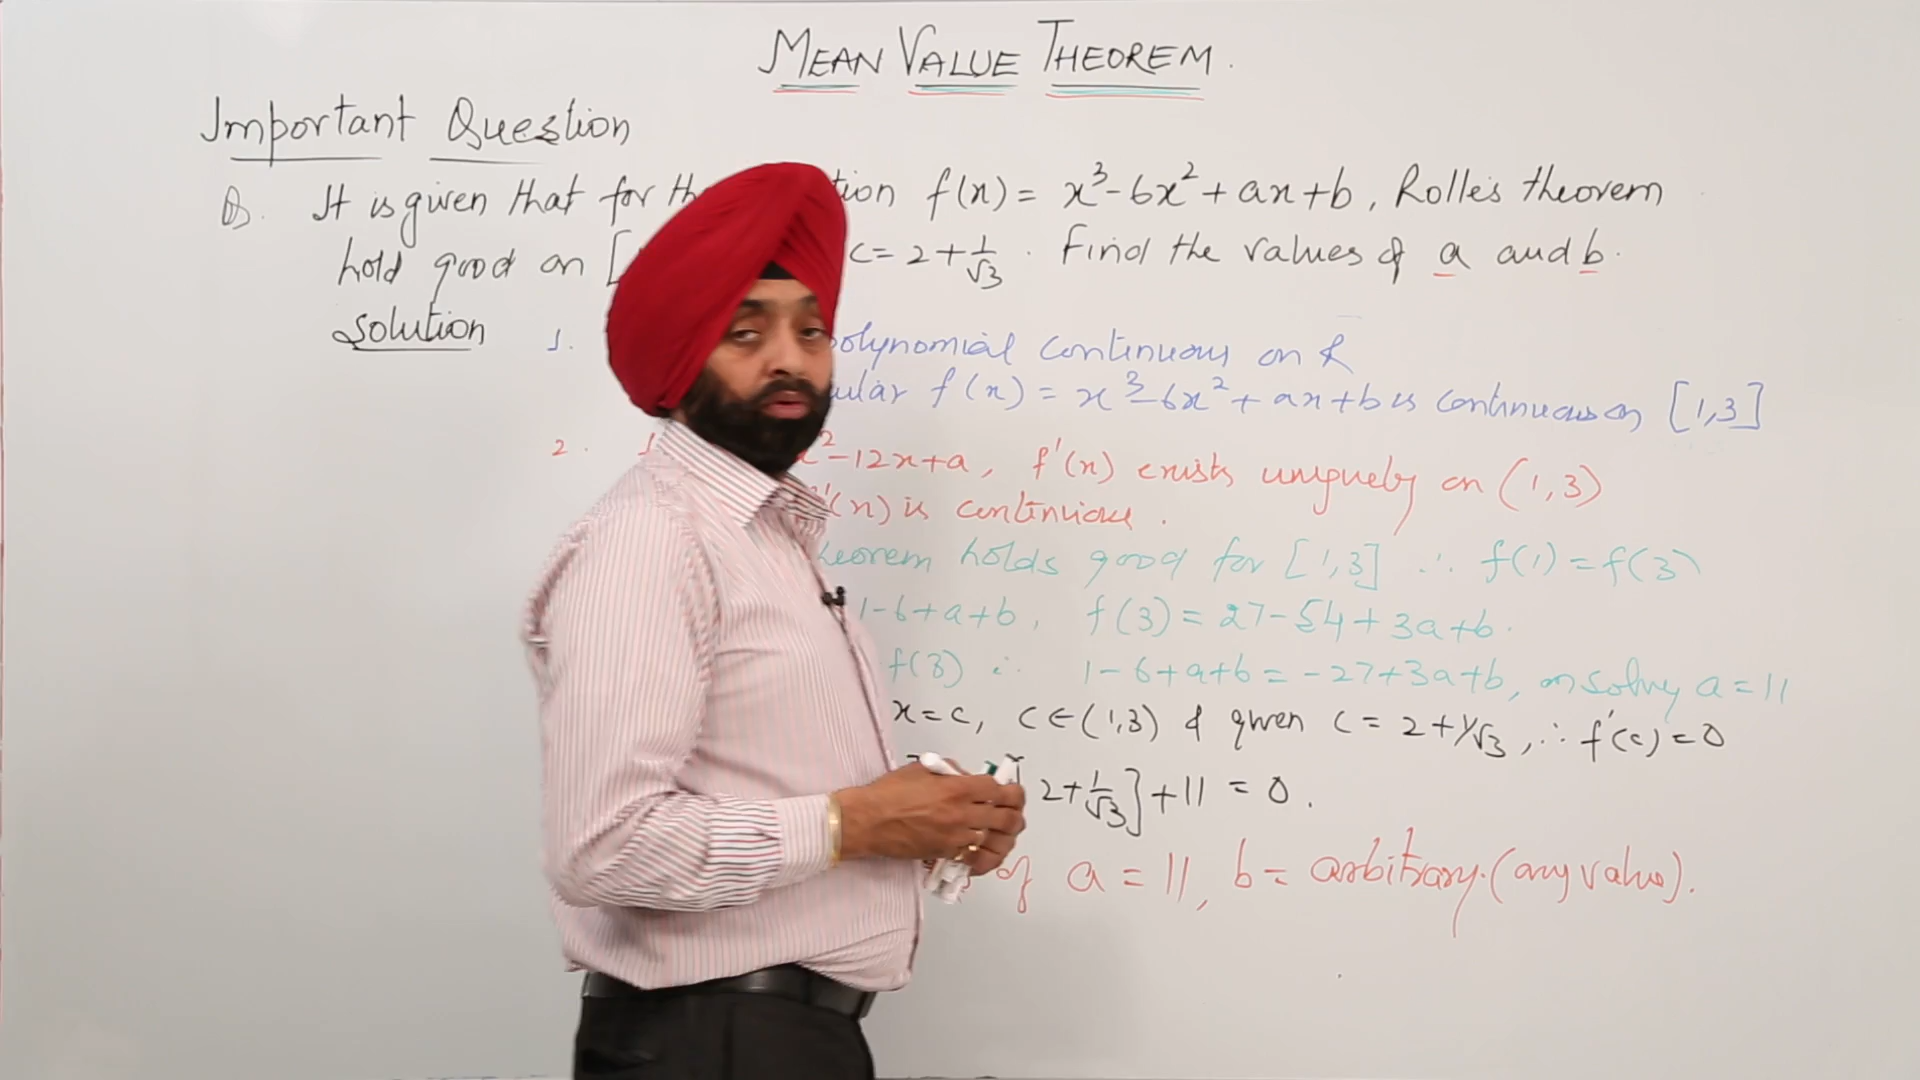 MEAN VALUE THEOREM.
Important Question
Q. It is given that for th tion f(x) = x³-6x²+ax+b, Rolle's theorem
hold good on [ c = 2+1/√3. Find the values of a and b.
Solution 1. polynomial continuous on R
ular f(x) = x³-6x²+ax+b is continuous on [1,3]
2. x²-12x+a, f'(x) exists uniquely on (1,3)
f'(x) is continuous.
heorem holds good for [1,3] ∴ f(1)=f(3)
1-6+a+b, f(3) = 27-54+3a+b.
f(3) ∴ 1-6+a+b = -27+3a+b, on solving a=11
x=c, c∈(1,3) & given c = 2+1/√3, ∴ f'(c)=0
2+1/√3]+11 = 0.
of a = 11, b = arbitrary.(any value).